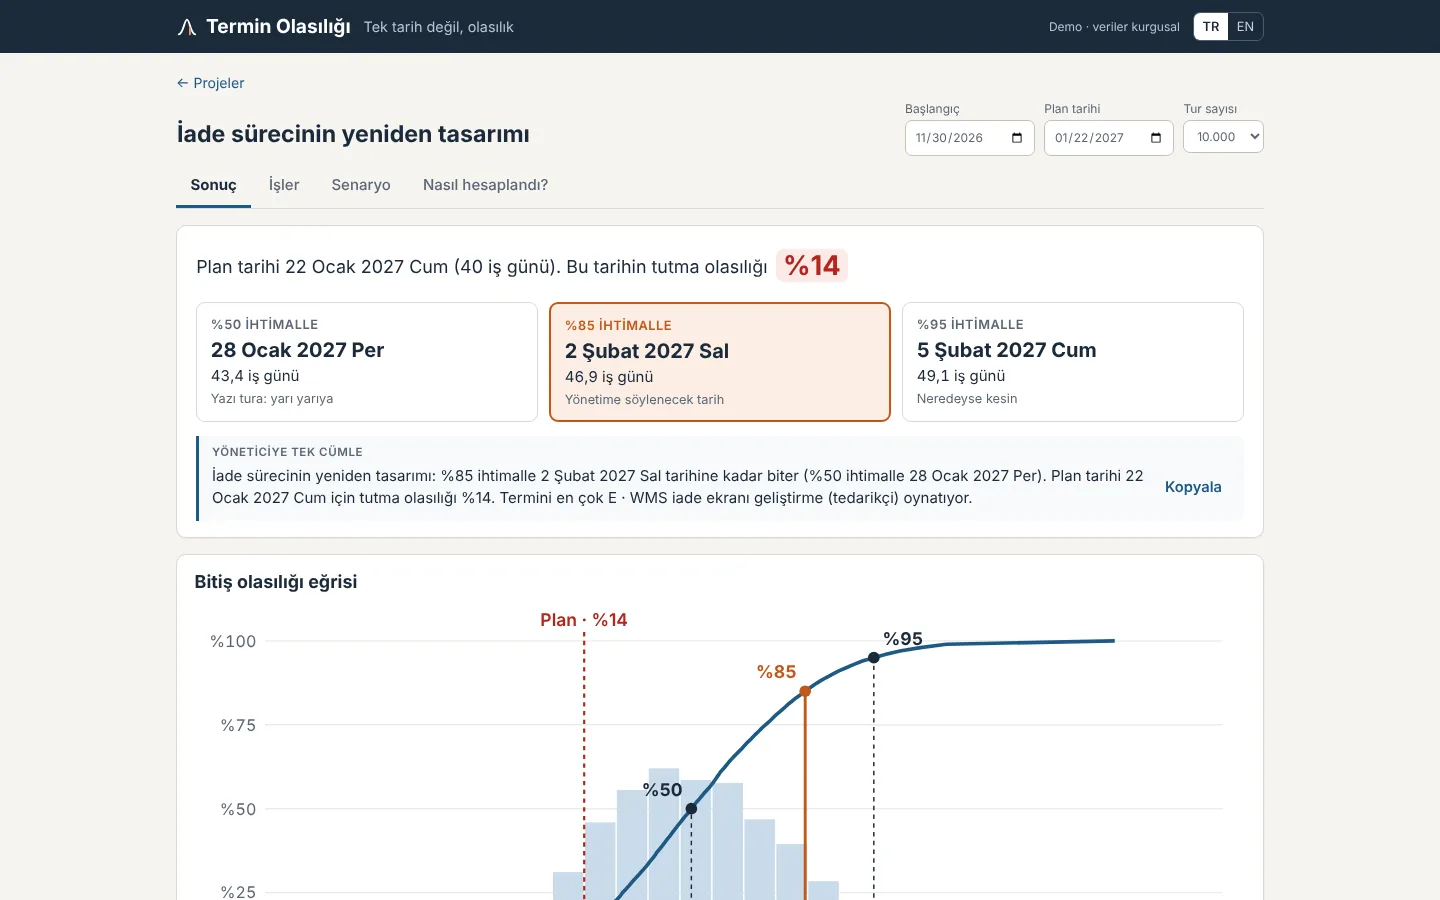 Termin Olasılığı
Tek tarih değil, olasılık
Demo · veriler kurgusal
TR
EN
← Projeler
İade sürecinin yeniden tasarımı
Başlangıç
11/30/2026
Plan tarihi
01/22/2027
Tur sayısı
10.000
Sonuç
İşler
Senaryo
Nasıl hesaplandı?
Plan tarihi 22 Ocak 2027 Cum (40 iş günü). Bu tarihin tutma olasılığı %14
%50 İHTİMALLE
28 Ocak 2027 Per
43,4 iş günü
Yazı tura: yarı yarıya
%85 İHTİMALLE
2 Şubat 2027 Sal
46,9 iş günü
Yönetime söylenecek tarih
%95 İHTİMALLE
5 Şubat 2027 Cum
49,1 iş günü
Neredeyse kesin
YÖNETİCİYE TEK CÜMLE
İade sürecinin yeniden tasarımı: %85 ihtimalle 2 Şubat 2027 Sal tarihine kadar biter (%50 ihtimalle 28 Ocak 2027 Per). Plan tarihi 22
Ocak 2027 Cum için tutma olasılığı %14. Termini en çok E · WMS iade ekranı geliştirme (tedarikçi) oynatıyor.
Kopyala
Bitiş olasılığı eğrisi
Plan · %14
%100
%95
%85
%75
%50
%50
%25